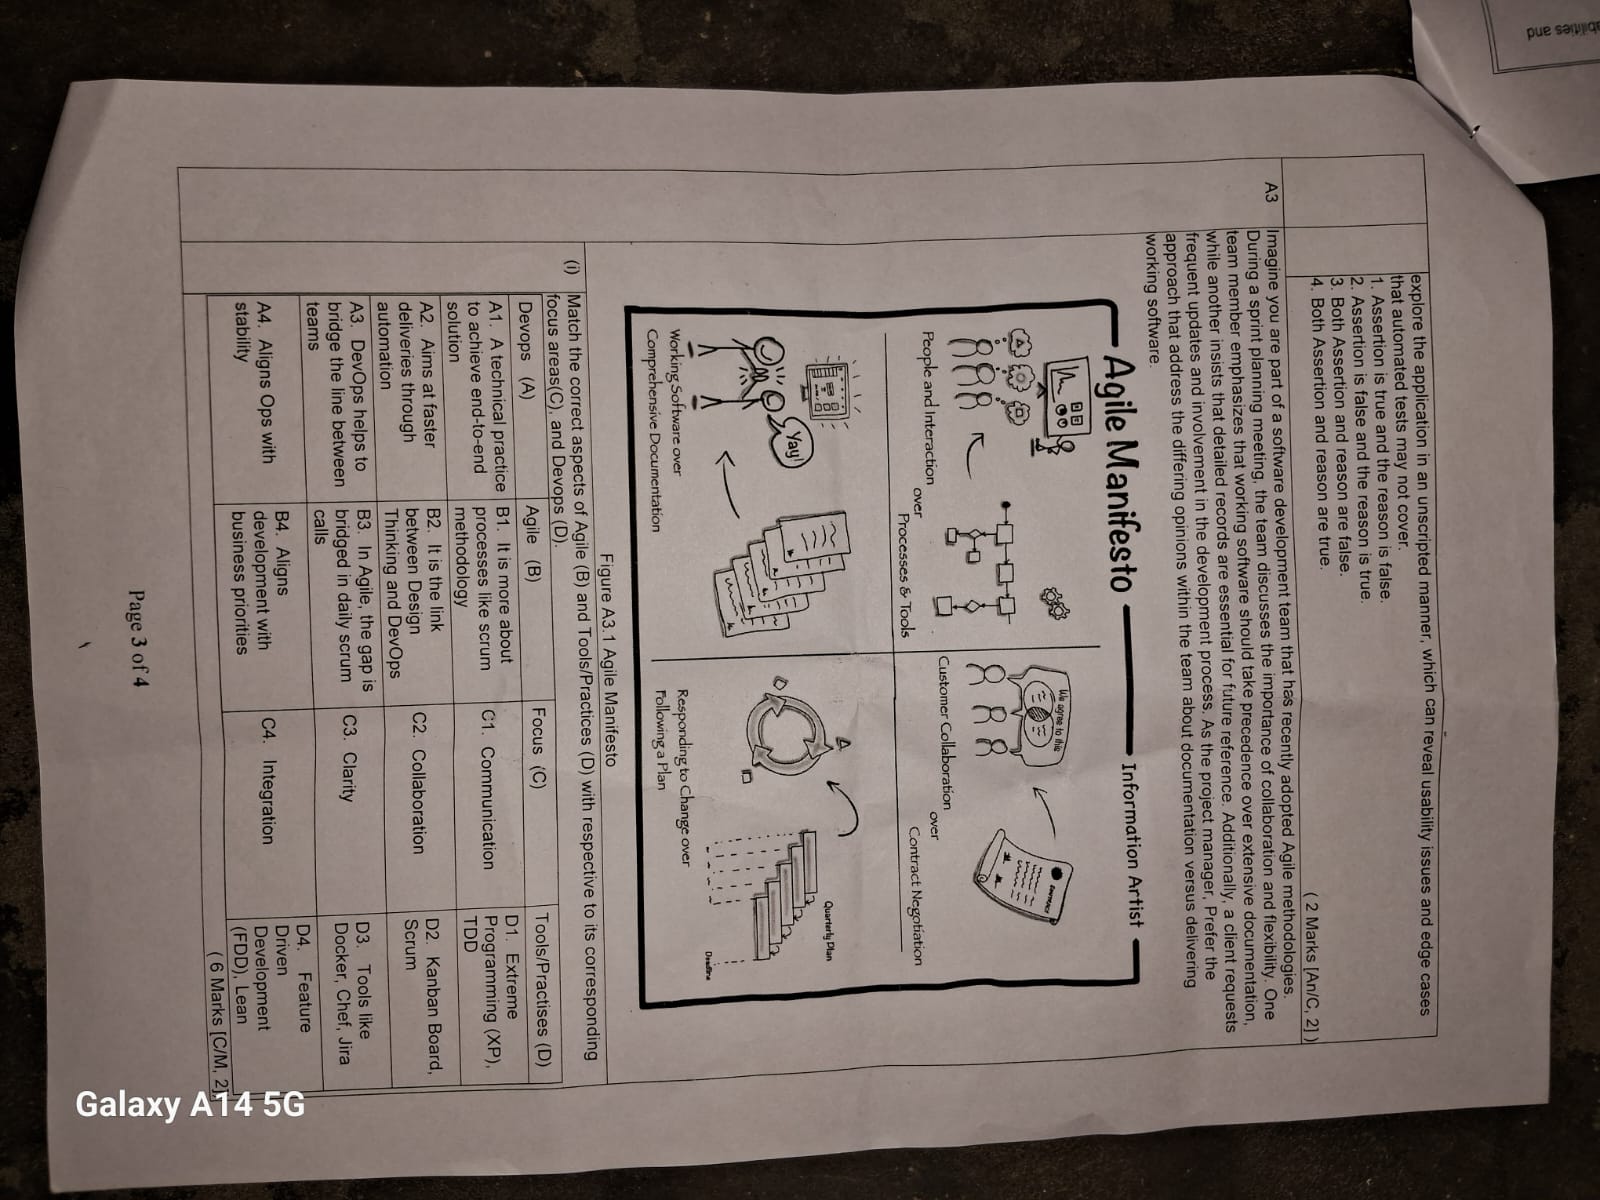 bilities and
explore the application in an unscripted manner, which can reveal usability issues and edge cases
that automated tests may not cover.
1. Assertion is true and the reason is false.
2. Assertion is false and the reason is true.
3. Both Assertion and reason are false.
4. Both Assertion and reason are true.
( 2 Marks [An/C, 2] )
A3 Imagine you are part of a software development team that has recently adopted Agile methodologies.
During a sprint planning meeting, the team discusses the importance of collaboration and flexibility. One
team member emphasizes that working software should take precedence over extensive documentation,
while another insists that detailed records are essential for future reference. Additionally, a client requests
frequent updates and involvement in the development process. As the project manager, Prefer the
approach that address the differing opinions within the team about documentation versus delivering
working software.
Agile Manifesto
Information Artist
We agree to this
CONTRACT
People and Interaction
over
Processes & Tools
Customer Collaboration
over
Contract Negotiation
Yay!
Working Software over
Comprehensive Documentation
Quarterly Plan
Deadline
Responding to Change over
Following a Plan
Figure A3.1 Agile Manifesto
(i) Match the correct aspects of Agile (B) and Tools/Practices (D) with respective to its corresponding
focus areas(C), and Devops (D).
Devops (A)
Agile (B)
Focus (C)
Tools/Practises (D)
A1. A technical practice
to achieve end-to-end
solution
B1. It is more about
processes like scrum
methodology
C1. Communication
D1. Extreme
Programming (XP),
TDD
A2. Aims at faster
deliveries through
automation
B2. It is the link
between Design
Thinking and DevOps
C2. Collaboration
D2. Kanban Board,
Scrum
A3. DevOps helps to
bridge the line between
teams
B3. In Agile, the gap is
bridged in daily scrum
calls
C3. Clarity
D3. Tools like
Docker, Chef, Jira
A4. Aligns Ops with
stability
B4. Aligns
development with
business priorities
C4. Integration
D4. Feature
Driven
Development
(FDD), Lean
( 6 Marks [C/M, 2])
Page 3 of 4
Galaxy A14 5G